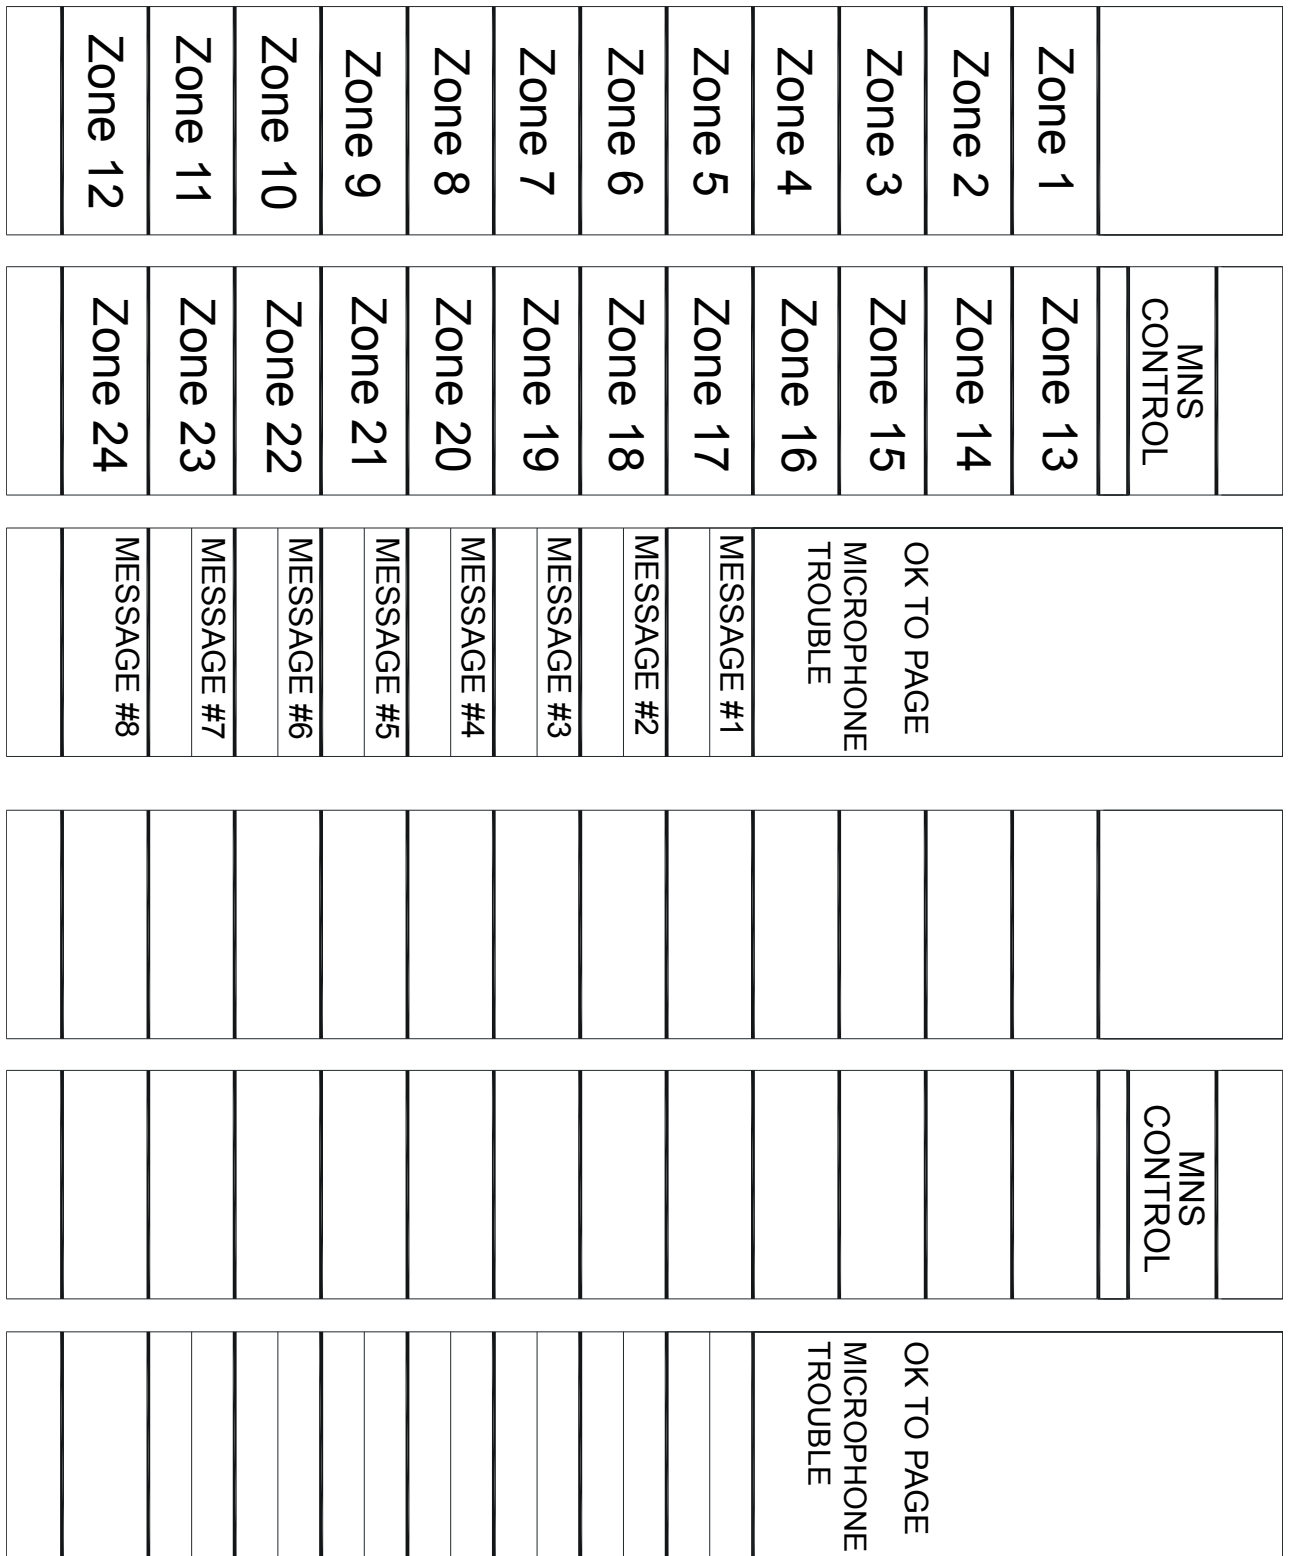 Zone 1
Zone 2
Zone 3
Zone 4
Zone 5
Zone 6
Zone 7
Zone 8
Zone 9
Zone 10
Zone 11
Zone 12
MNS
CONTROL
Zone 13
Zone 14
Zone 15
Zone 16
Zone 17
Zone 18
Zone 19
Zone 20
Zone 21
Zone 22
Zone 23
Zone 24
OK TO PAGE
MICROPHONE
TROUBLE
MESSAGE #1
MESSAGE #2
MESSAGE #3
MESSAGE #4
MESSAGE #5
MESSAGE #6
MESSAGE #7
MESSAGE #8
MNS
CONTROL
OK TO PAGE
MICROPHONE
TROUBLE